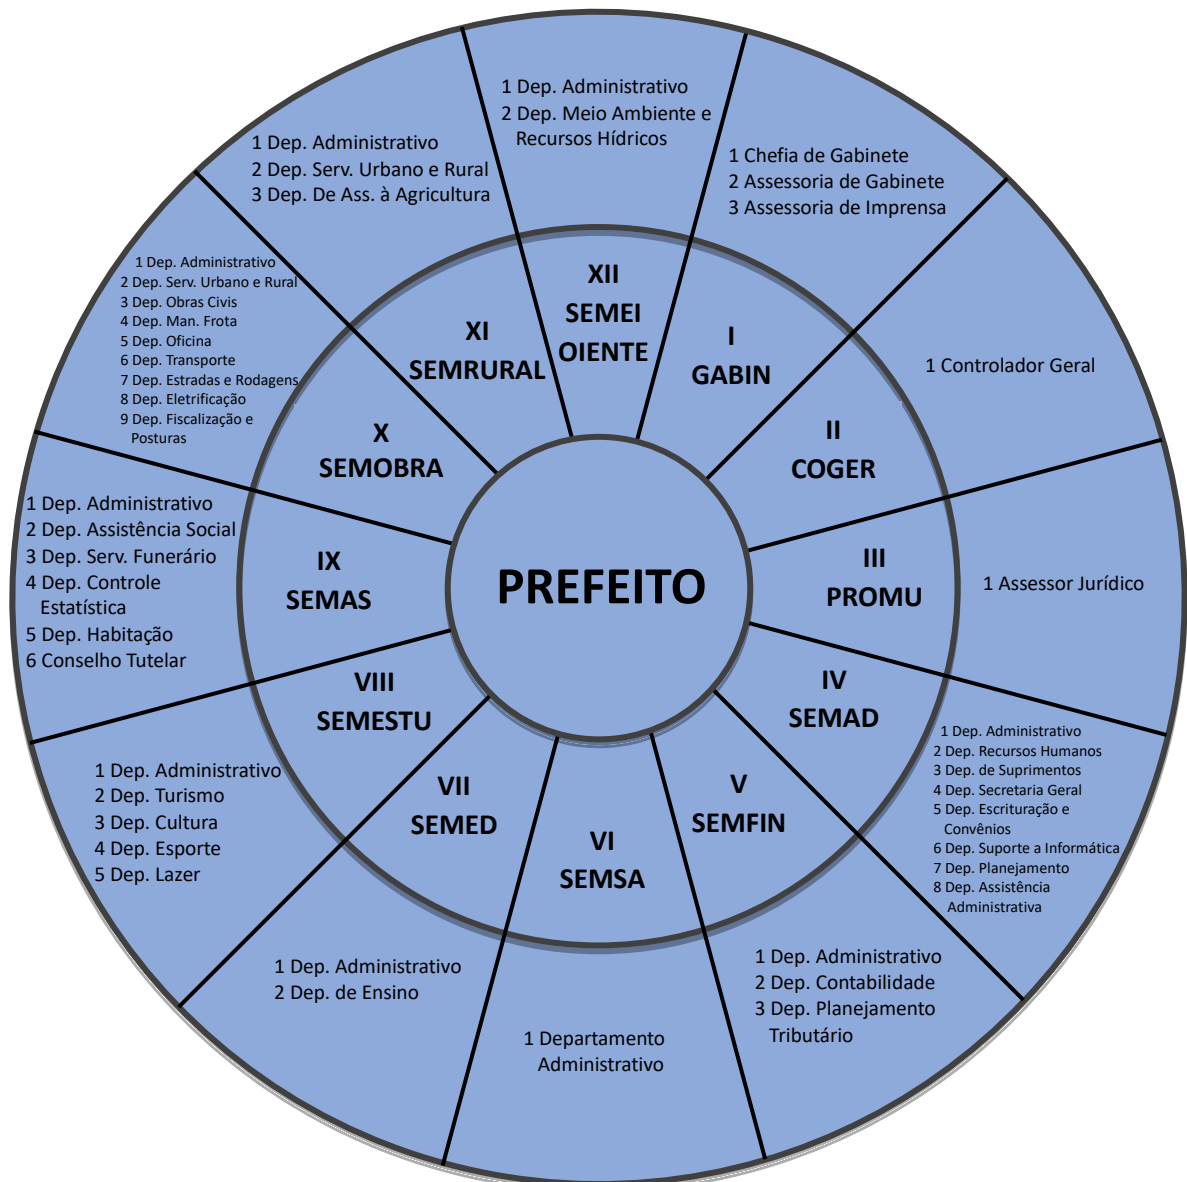 PREFEITO
I
GABIN
1 Chefia de Gabinete
2 Assessoria de Gabinete
3 Assessoria de Imprensa
II
COGER
1 Controlador Geral
III
PROMU
1 Assessor Jurídico
IV
SEMAD
1 Dep. Administrativo
2 Dep. Recursos Humanos
3 Dep. de Suprimentos
4 Dep. Secretaria Geral
5 Dep. Escrituração e
Convênios
6 Dep. Suporte a Informática
7 Dep. Planejamento
8 Dep. Assistência
Administrativa
V
SEMFIN
1 Dep. Administrativo
2 Dep. Contabilidade
3 Dep. Planejamento
Tributário
VI
SEMSA
1 Departamento
Administrativo
VII
SEMED
1 Dep. Administrativo
2 Dep. de Ensino
VIII
SEMESTU
1 Dep. Administrativo
2 Dep. Turismo
3 Dep. Cultura
4 Dep. Esporte
5 Dep. Lazer
IX
SEMAS
1 Dep. Administrativo
2 Dep. Assistência Social
3 Dep. Serv. Funerário
4 Dep. Controle
Estatística
5 Dep. Habitação
6 Conselho Tutelar
X
SEMOBRA
1 Dep. Administrativo
2 Dep. Serv. Urbano e Rural
3 Dep. Obras Civis
4 Dep. Man. Frota
5 Dep. Oficina
6 Dep. Transporte
7 Dep. Estradas e Rodagens
8 Dep. Eletrificação
9 Dep. Fiscalização e
Posturas
XI
SEMRURAL
1 Dep. Administrativo
2 Dep. Serv. Urbano e Rural
3 Dep. De Ass. à Agricultura
XII
SEMEI
OIENTE
1 Dep. Administrativo
2 Dep. Meio Ambiente e
Recursos Hídricos